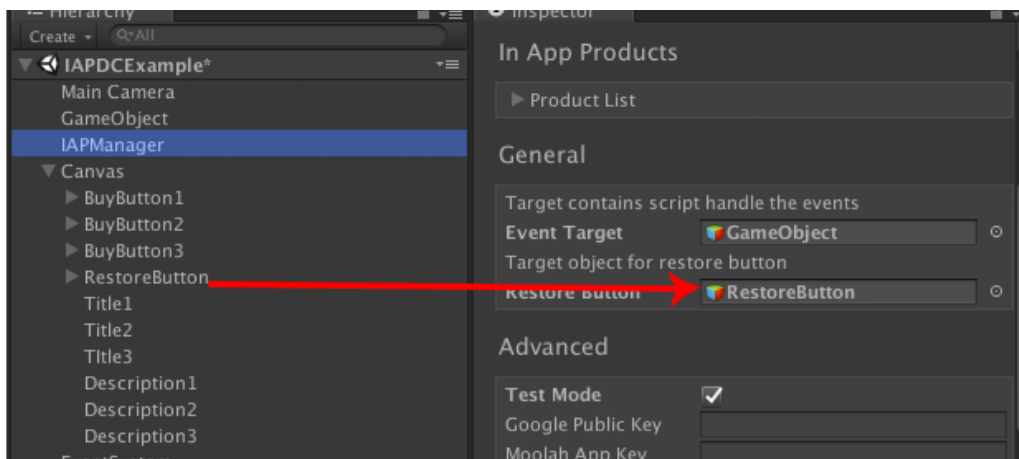 Hierarchy
Create
All
IAPDCExample*
Main Camera
GameObject
IAPManager
Canvas
BuyButton1
BuyButton2
BuyButton3
RestoreButton
Title1
Title2
TItle3
Description1
Description2
Description3
EventSystem
Inspector
In App Products
Product List
General
Target contains script handle the events
Event Target GameObject
Target object for restore button
Restore Button RestoreButton
Advanced
Test Mode
Google Public Key
Moolah App Key